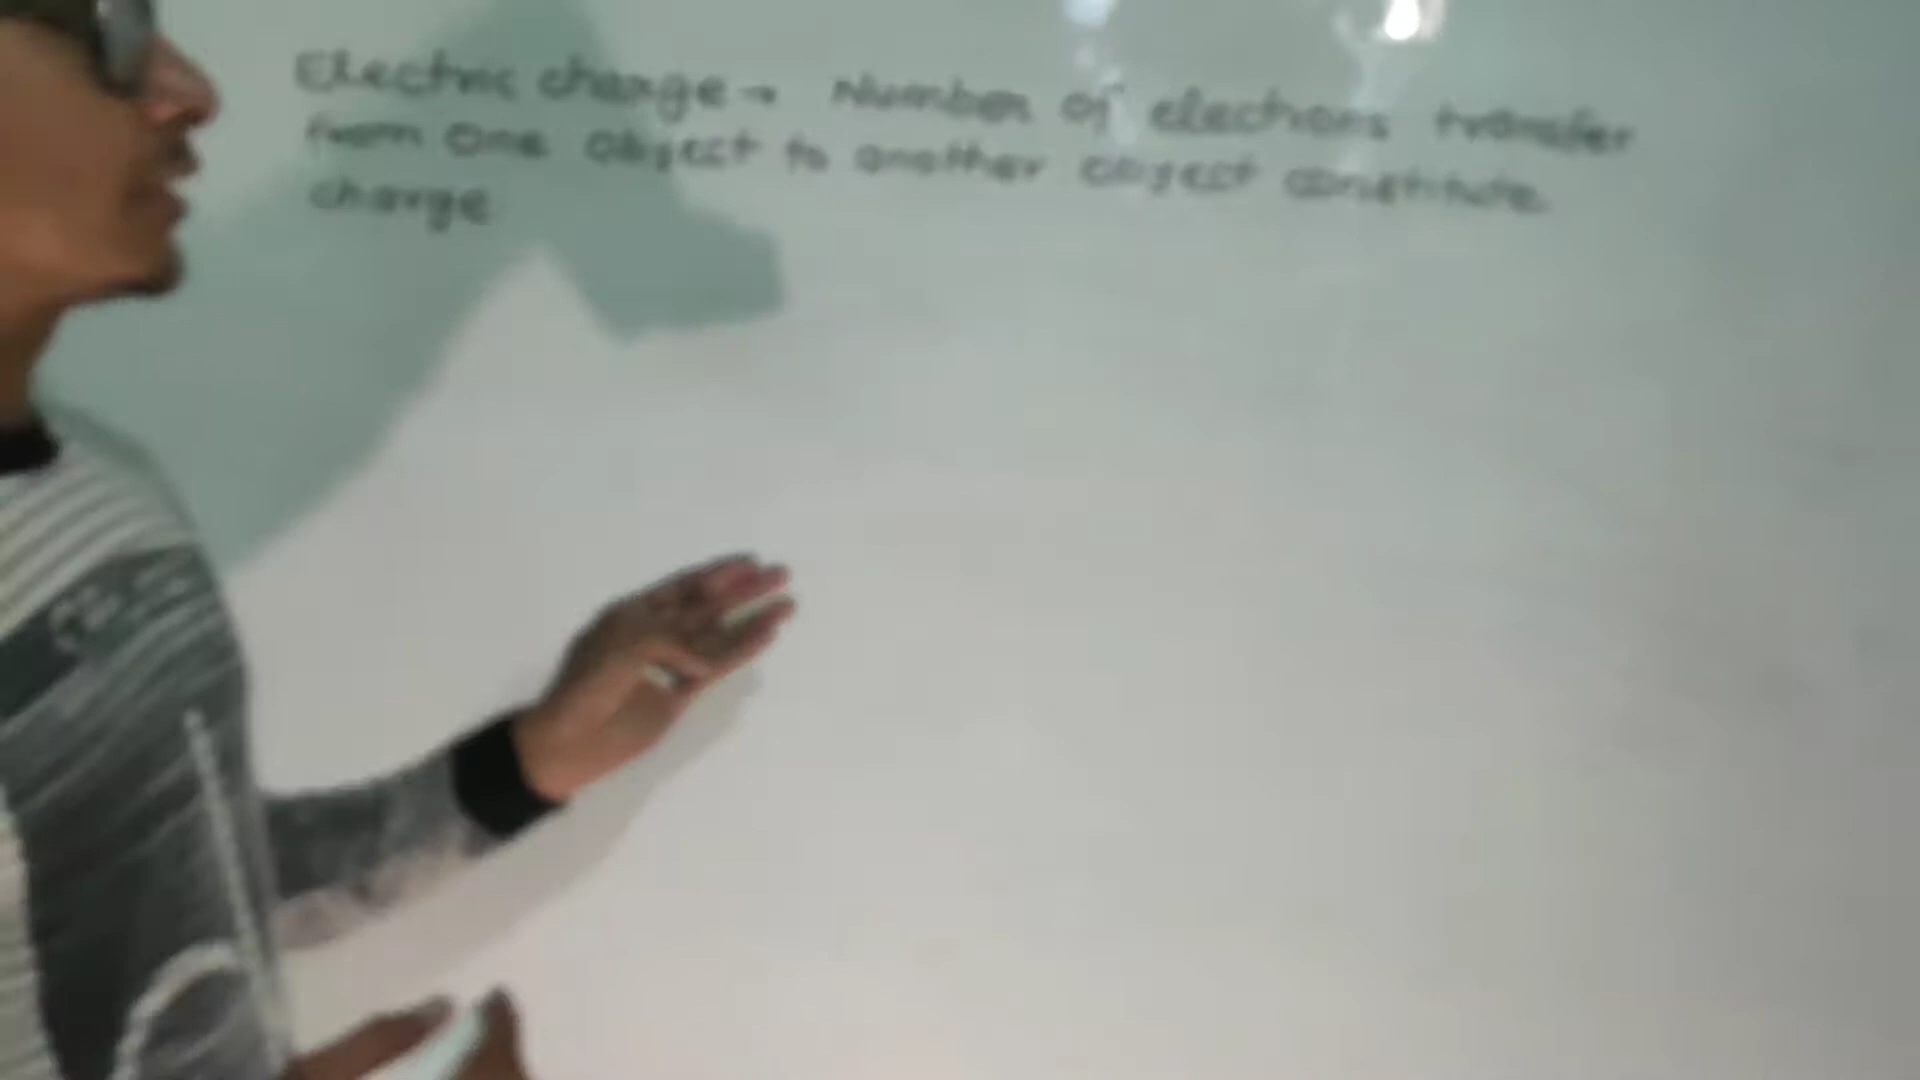 Electric charge → Number of electrons transfer
from one object to another object constitute
charge